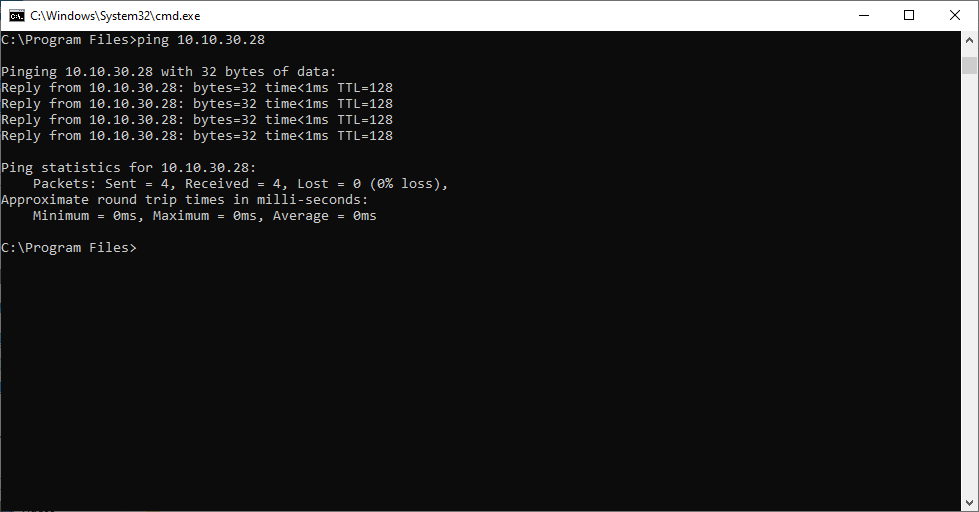 C:\Windows\System32\cmd.exe
C:\Program Files>ping 10.10.30.28
Pinging 10.10.30.28 with 32 bytes of data:
Reply from 10.10.30.28: bytes=32 time<1ms TTL=128
Reply from 10.10.30.28: bytes=32 time<1ms TTL=128
Reply from 10.10.30.28: bytes=32 time<1ms TTL=128
Reply from 10.10.30.28: bytes=32 time<1ms TTL=128
Ping statistics for 10.10.30.28:
    Packets: Sent = 4, Received = 4, Lost = 0 (0% loss),
Approximate round trip times in milli-seconds:
    Minimum = 0ms, Maximum = 0ms, Average = 0ms
C:\Program Files>